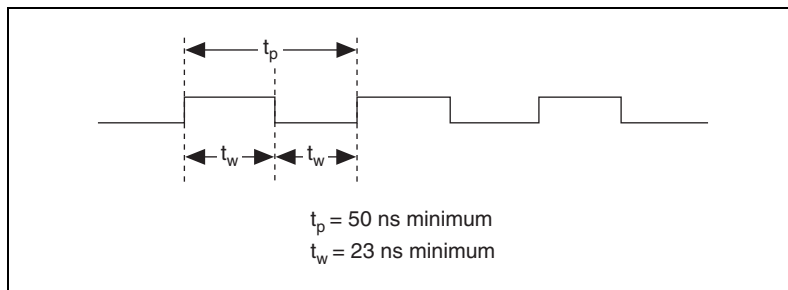 tp
tw tw
tp = 50 ns minimum
tw = 23 ns minimum